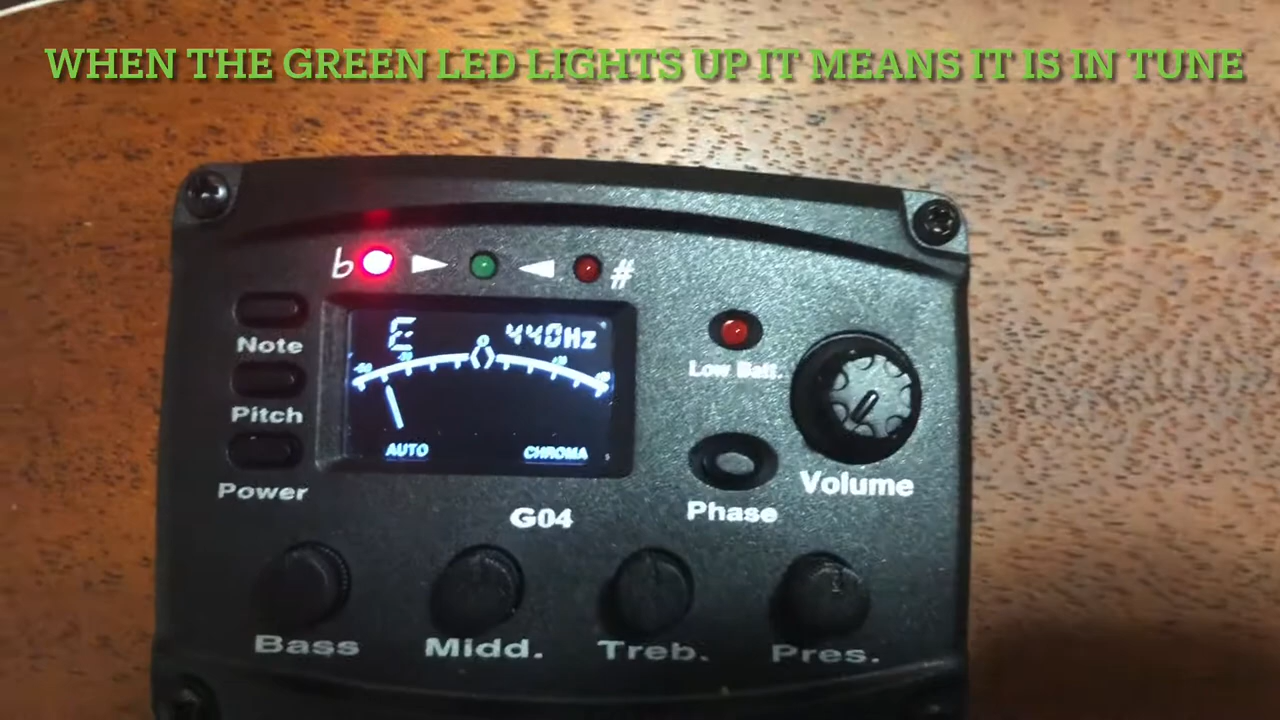 WHEN THE GREEN LED LIGHTS UP IT MEANS IT IS IN TUNE
b #
E 440Hz
Note
0
Low Batt.
Pitch
AUTO CHROMA
Volume
Power
G04
Phase
Bass Midd. Treb. Pres.